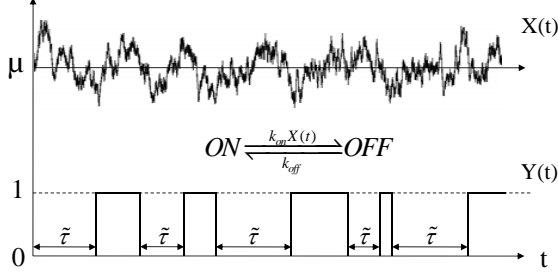 X(t)
μ
k_on X(t)
ON ⇌ OFF
k_off
Y(t)
1
τ̃ τ̃ τ̃ τ̃ τ̃
0 t